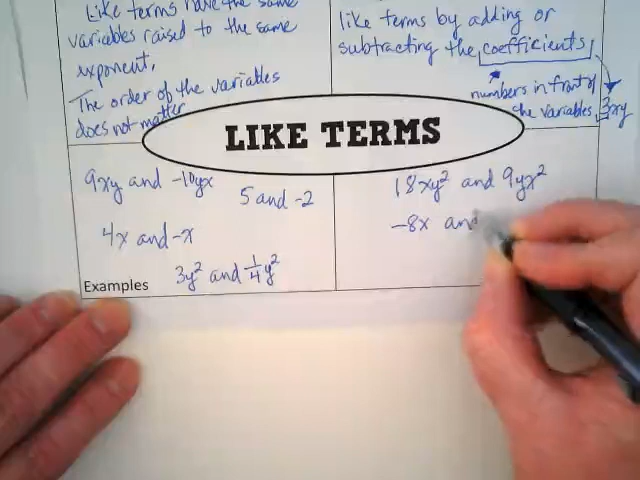 Like terms have the same
variables raised to the same
exponent.
The order of the variables
does not matter
like terms by adding or
subtracting the coefficients
numbers in front of
the variables
3xy
LIKE TERMS
9xy and -10yx
5 and -2
4x and -x
3y² and 1/4y²
Examples
18xy² and 9yx²
-8x and